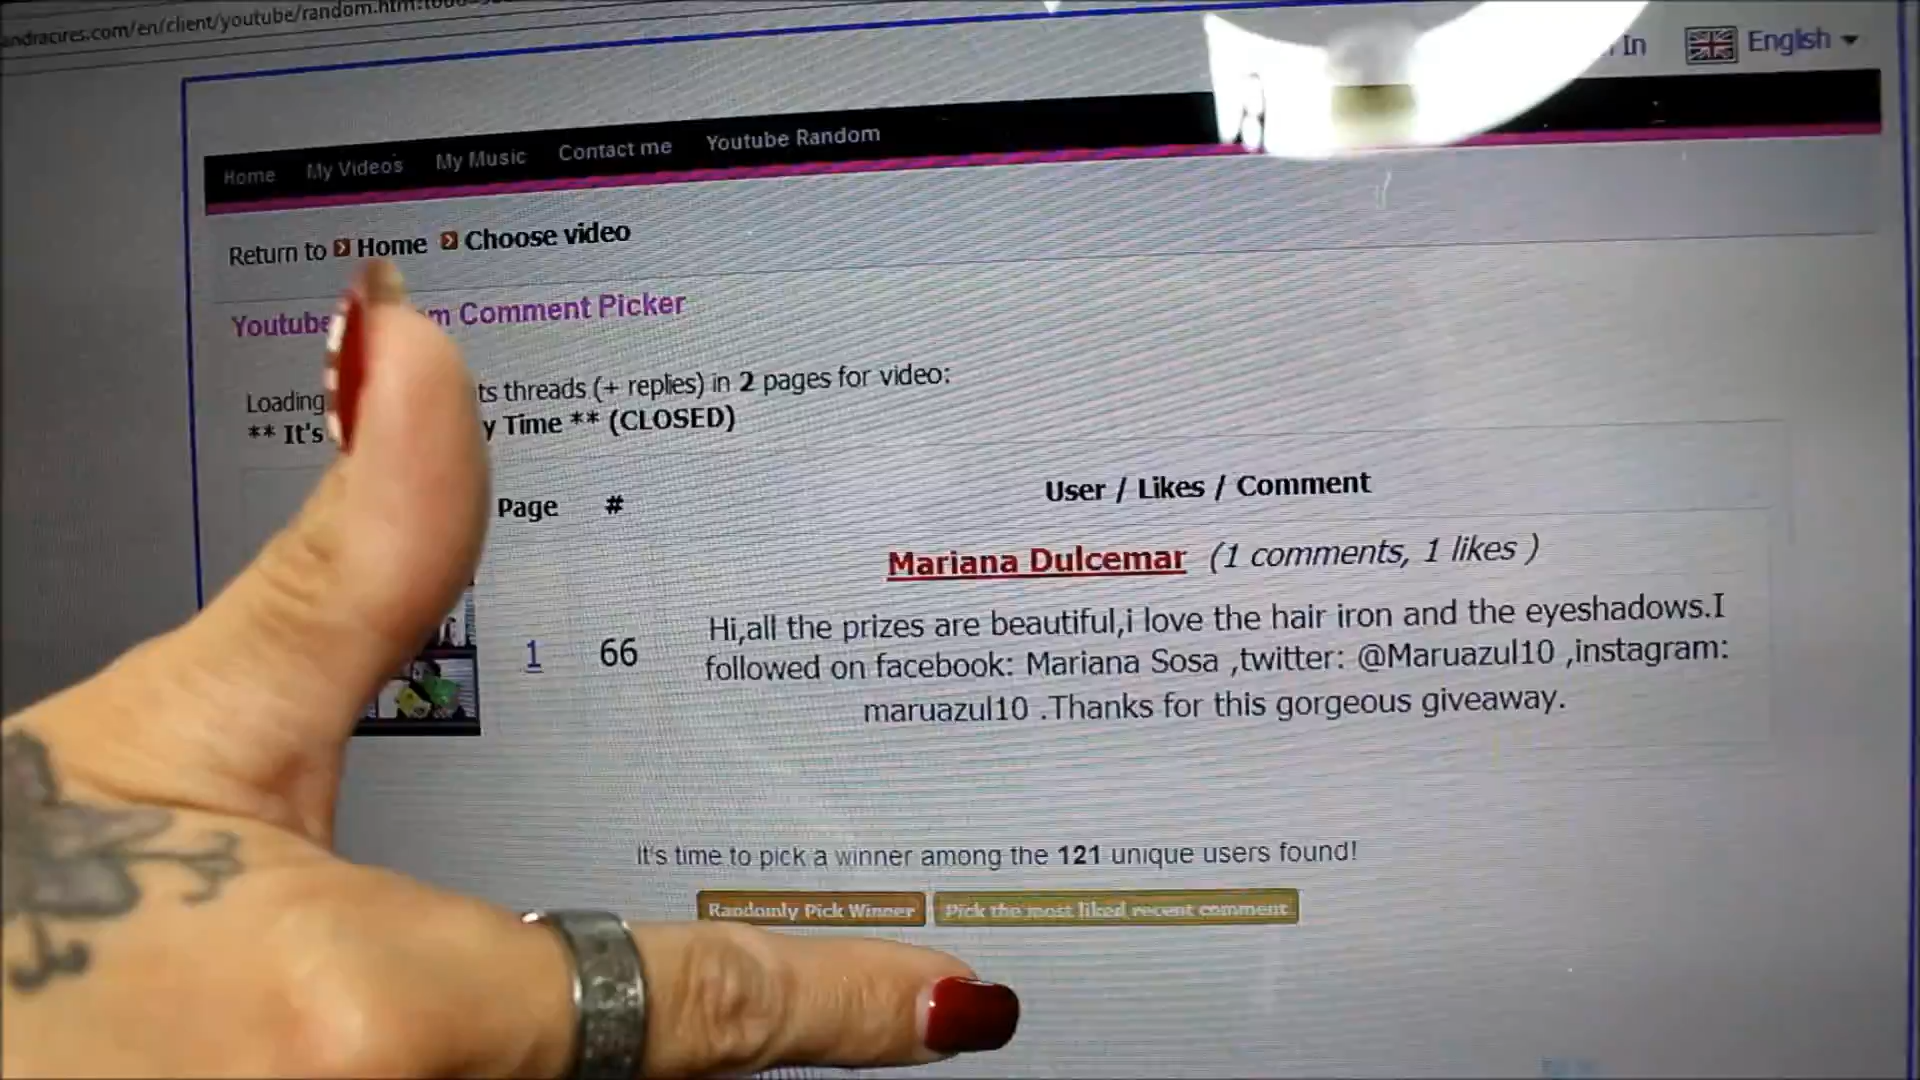 andracires.com/en/client/youtube/random.htm
In English
Home My Videos My Music Contact me Youtube Random
Return to Home Choose video
Youtube m Comment Picker
Loading ts threads (+ replies) in 2 pages for video:
** It's y Time ** (CLOSED)
Page # User / Likes / Comment
Mariana Dulcemar (1 comments, 1 likes )
1 66 Hi,all the prizes are beautiful,i love the hair iron and the eyeshadows.I
followed on facebook: Mariana Sosa ,twitter: @Maruazul10 ,instagram:
maruazul10 .Thanks for this gorgeous giveaway.
It's time to pick a winner among the 121 unique users found!
Randomly Pick Winner Pick the most liked recent comment